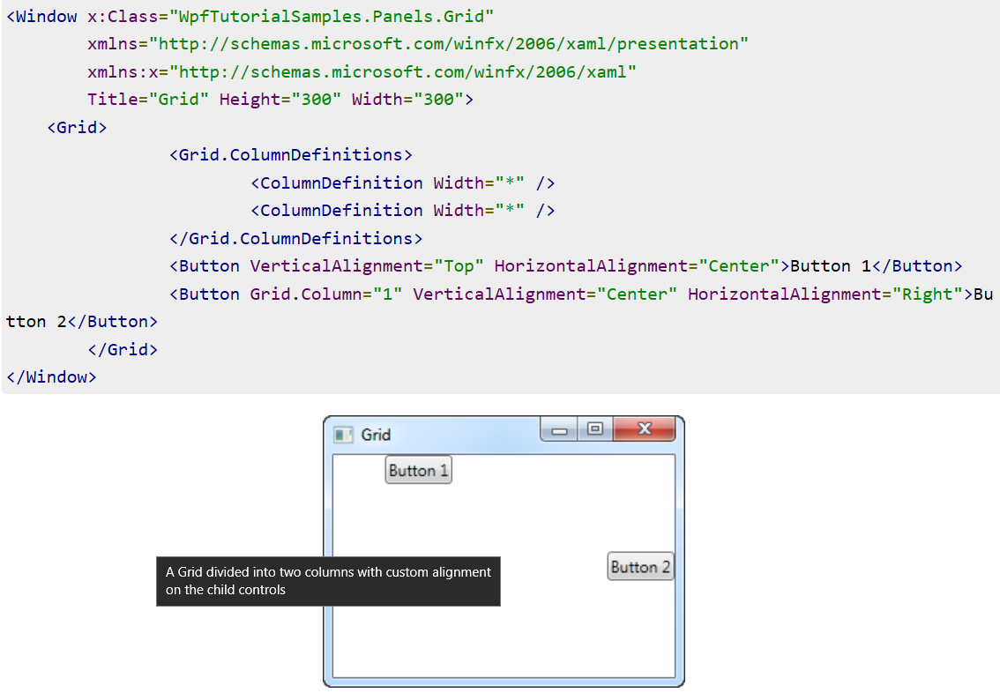 <Window x:Class="WpfTutorialSamples.Panels.Grid"
        xmlns="http://schemas.microsoft.com/winfx/2006/xaml/presentation"
        xmlns:x="http://schemas.microsoft.com/winfx/2006/xaml"
        Title="Grid" Height="300" Width="300">
    <Grid>
                <Grid.ColumnDefinitions>
                        <ColumnDefinition Width="*" />
                        <ColumnDefinition Width="*" />
                </Grid.ColumnDefinitions>
                <Button VerticalAlignment="Top" HorizontalAlignment="Center">Button 1</Button>
                <Button Grid.Column="1" VerticalAlignment="Center" HorizontalAlignment="Right">Bu
tton 2</Button>
        </Grid>
</Window>
Grid
Button 1
Button 2
A Grid divided into two columns with custom alignment
on the child controls